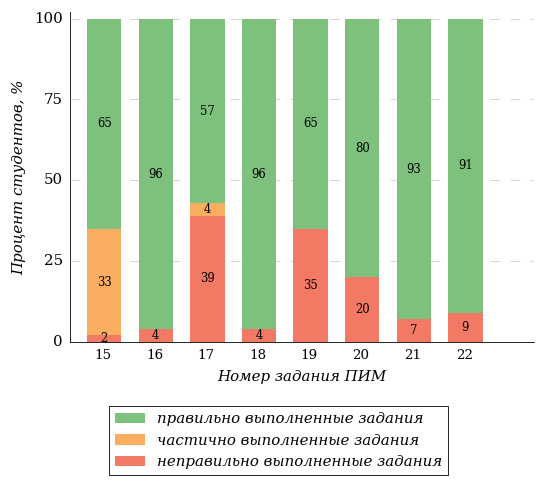 Процент студентов, %
100
75
50
25
0
65 96 57 96 65 80 93 91
33 4
2 4 39 4 35 20 7 9
15 16 17 18 19 20 21 22
Номер задания ПИМ
правильно выполненные задания
частично выполненные задания
неправильно выполненные задания